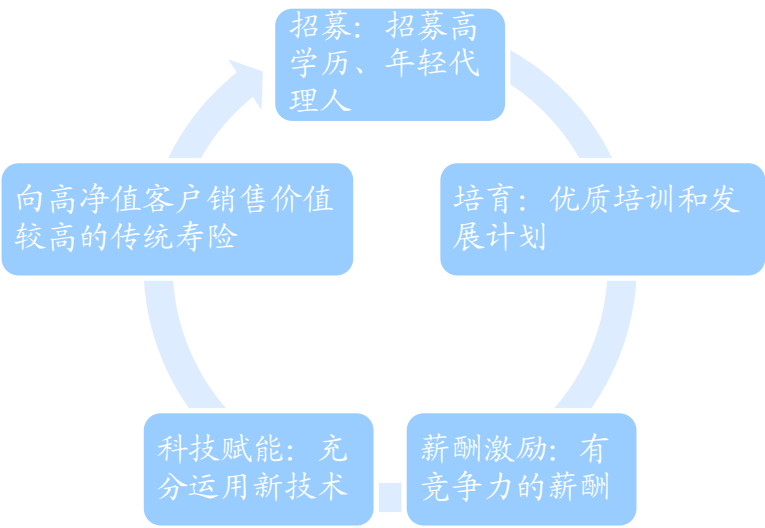 招募：招募高
学历、年轻代
理人
培育：优质培训和发
展计划
薪酬激励：有
竞争力的薪酬
科技赋能：充
分运用新技术
向高净值客户销售价值
较高的传统寿险